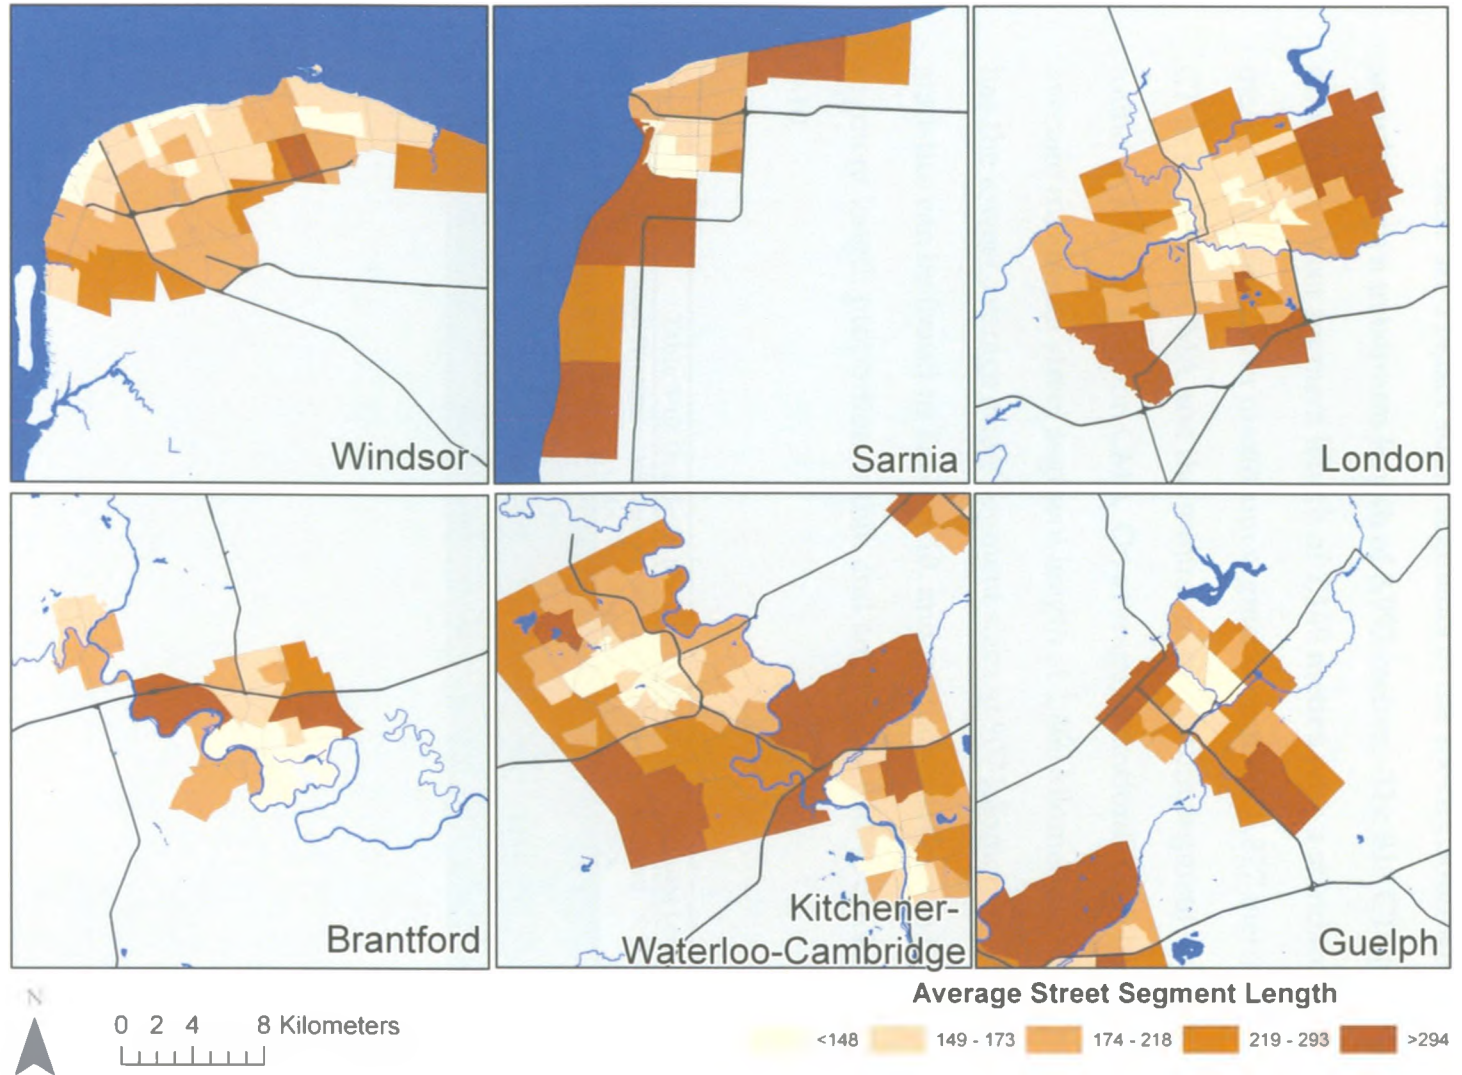 Windsor
Sarnia
London
Brantford
Kitchener-
Waterloo-Cambridge
Guelph
N
0 2 4 8 Kilometers
Average Street Segment Length
<148 149 - 173 174 - 218 219 - 293 >294